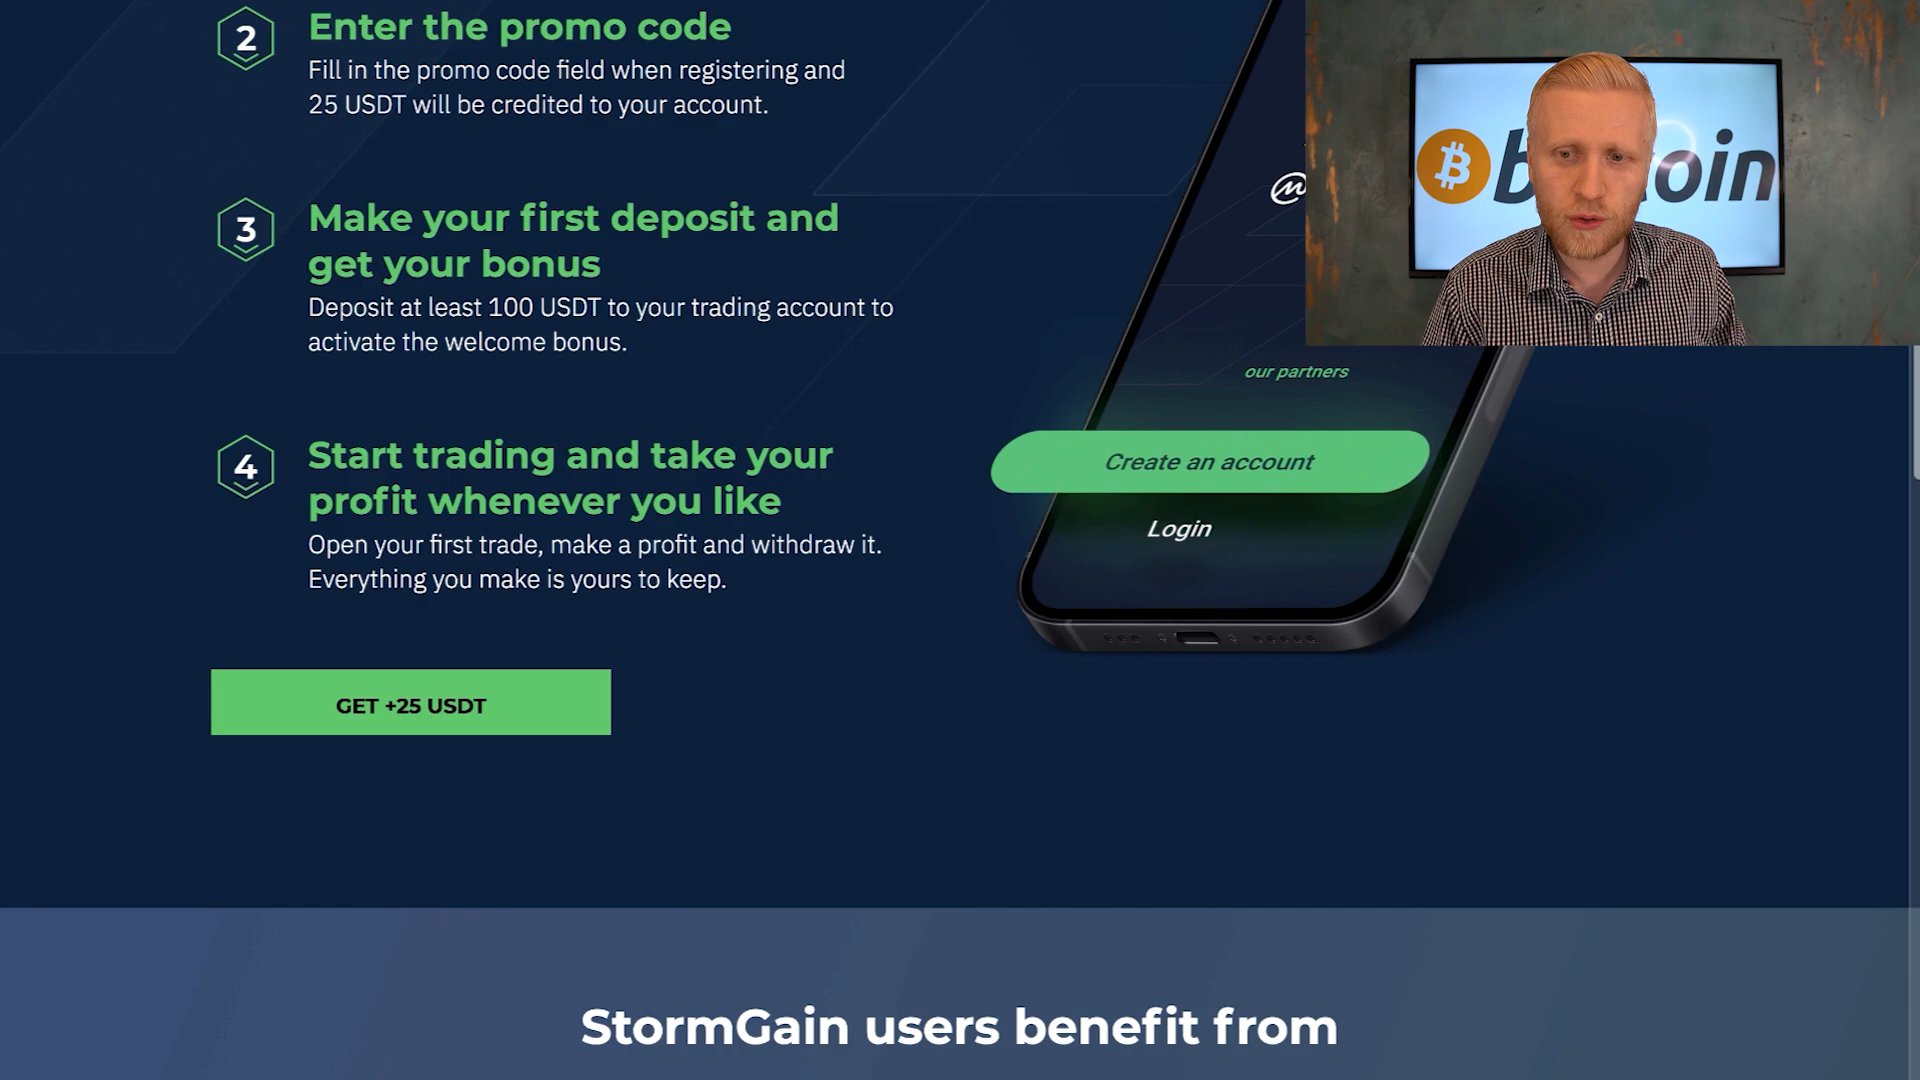 2
Enter the promo code
Fill in the promo code field when registering and
25 USDT will be credited to your account.
3
Make your first deposit and
get your bonus
Deposit at least 100 USDT to your trading account to
activate the welcome bonus.
4
Start trading and take your
profit whenever you like
Open your first trade, make a profit and withdraw it.
Everything you make is yours to keep.
GET +25 USDT
our partners
Create an account
Login
StormGain users benefit from